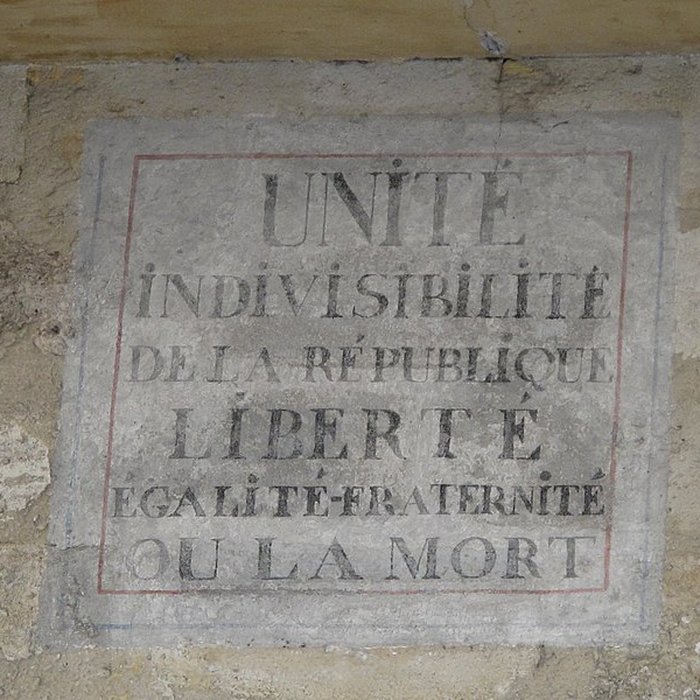 UNITÉ
INDIVISIBILITÉ
DE LA RÉPUBLIQUE
LIBERTÉ
ÉGALITÉ-FRATERNITÉ
OU LA MORT